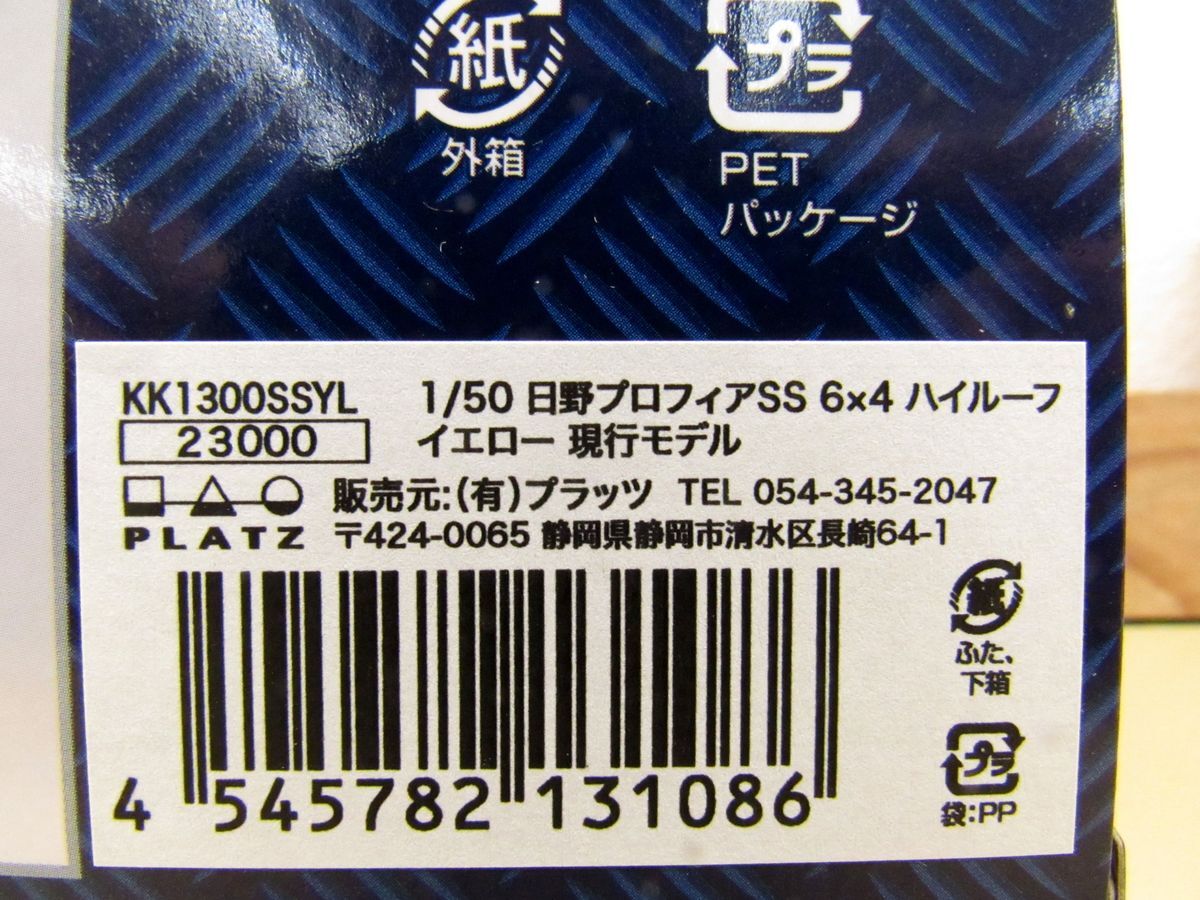 紙
外箱
プラ
PET
パッケージ
KK1300SSYL
23000
1/50 日野プロフィアSS 6×4 ハイルーフ
イエロー 現行モデル
PLATZ
販売元:(有)プラッツ TEL 054-345-2047
〒424-0065 静岡県静岡市清水区長崎64-1
4 545782 131086
紙
ふた、
下箱
プラ
袋:PP